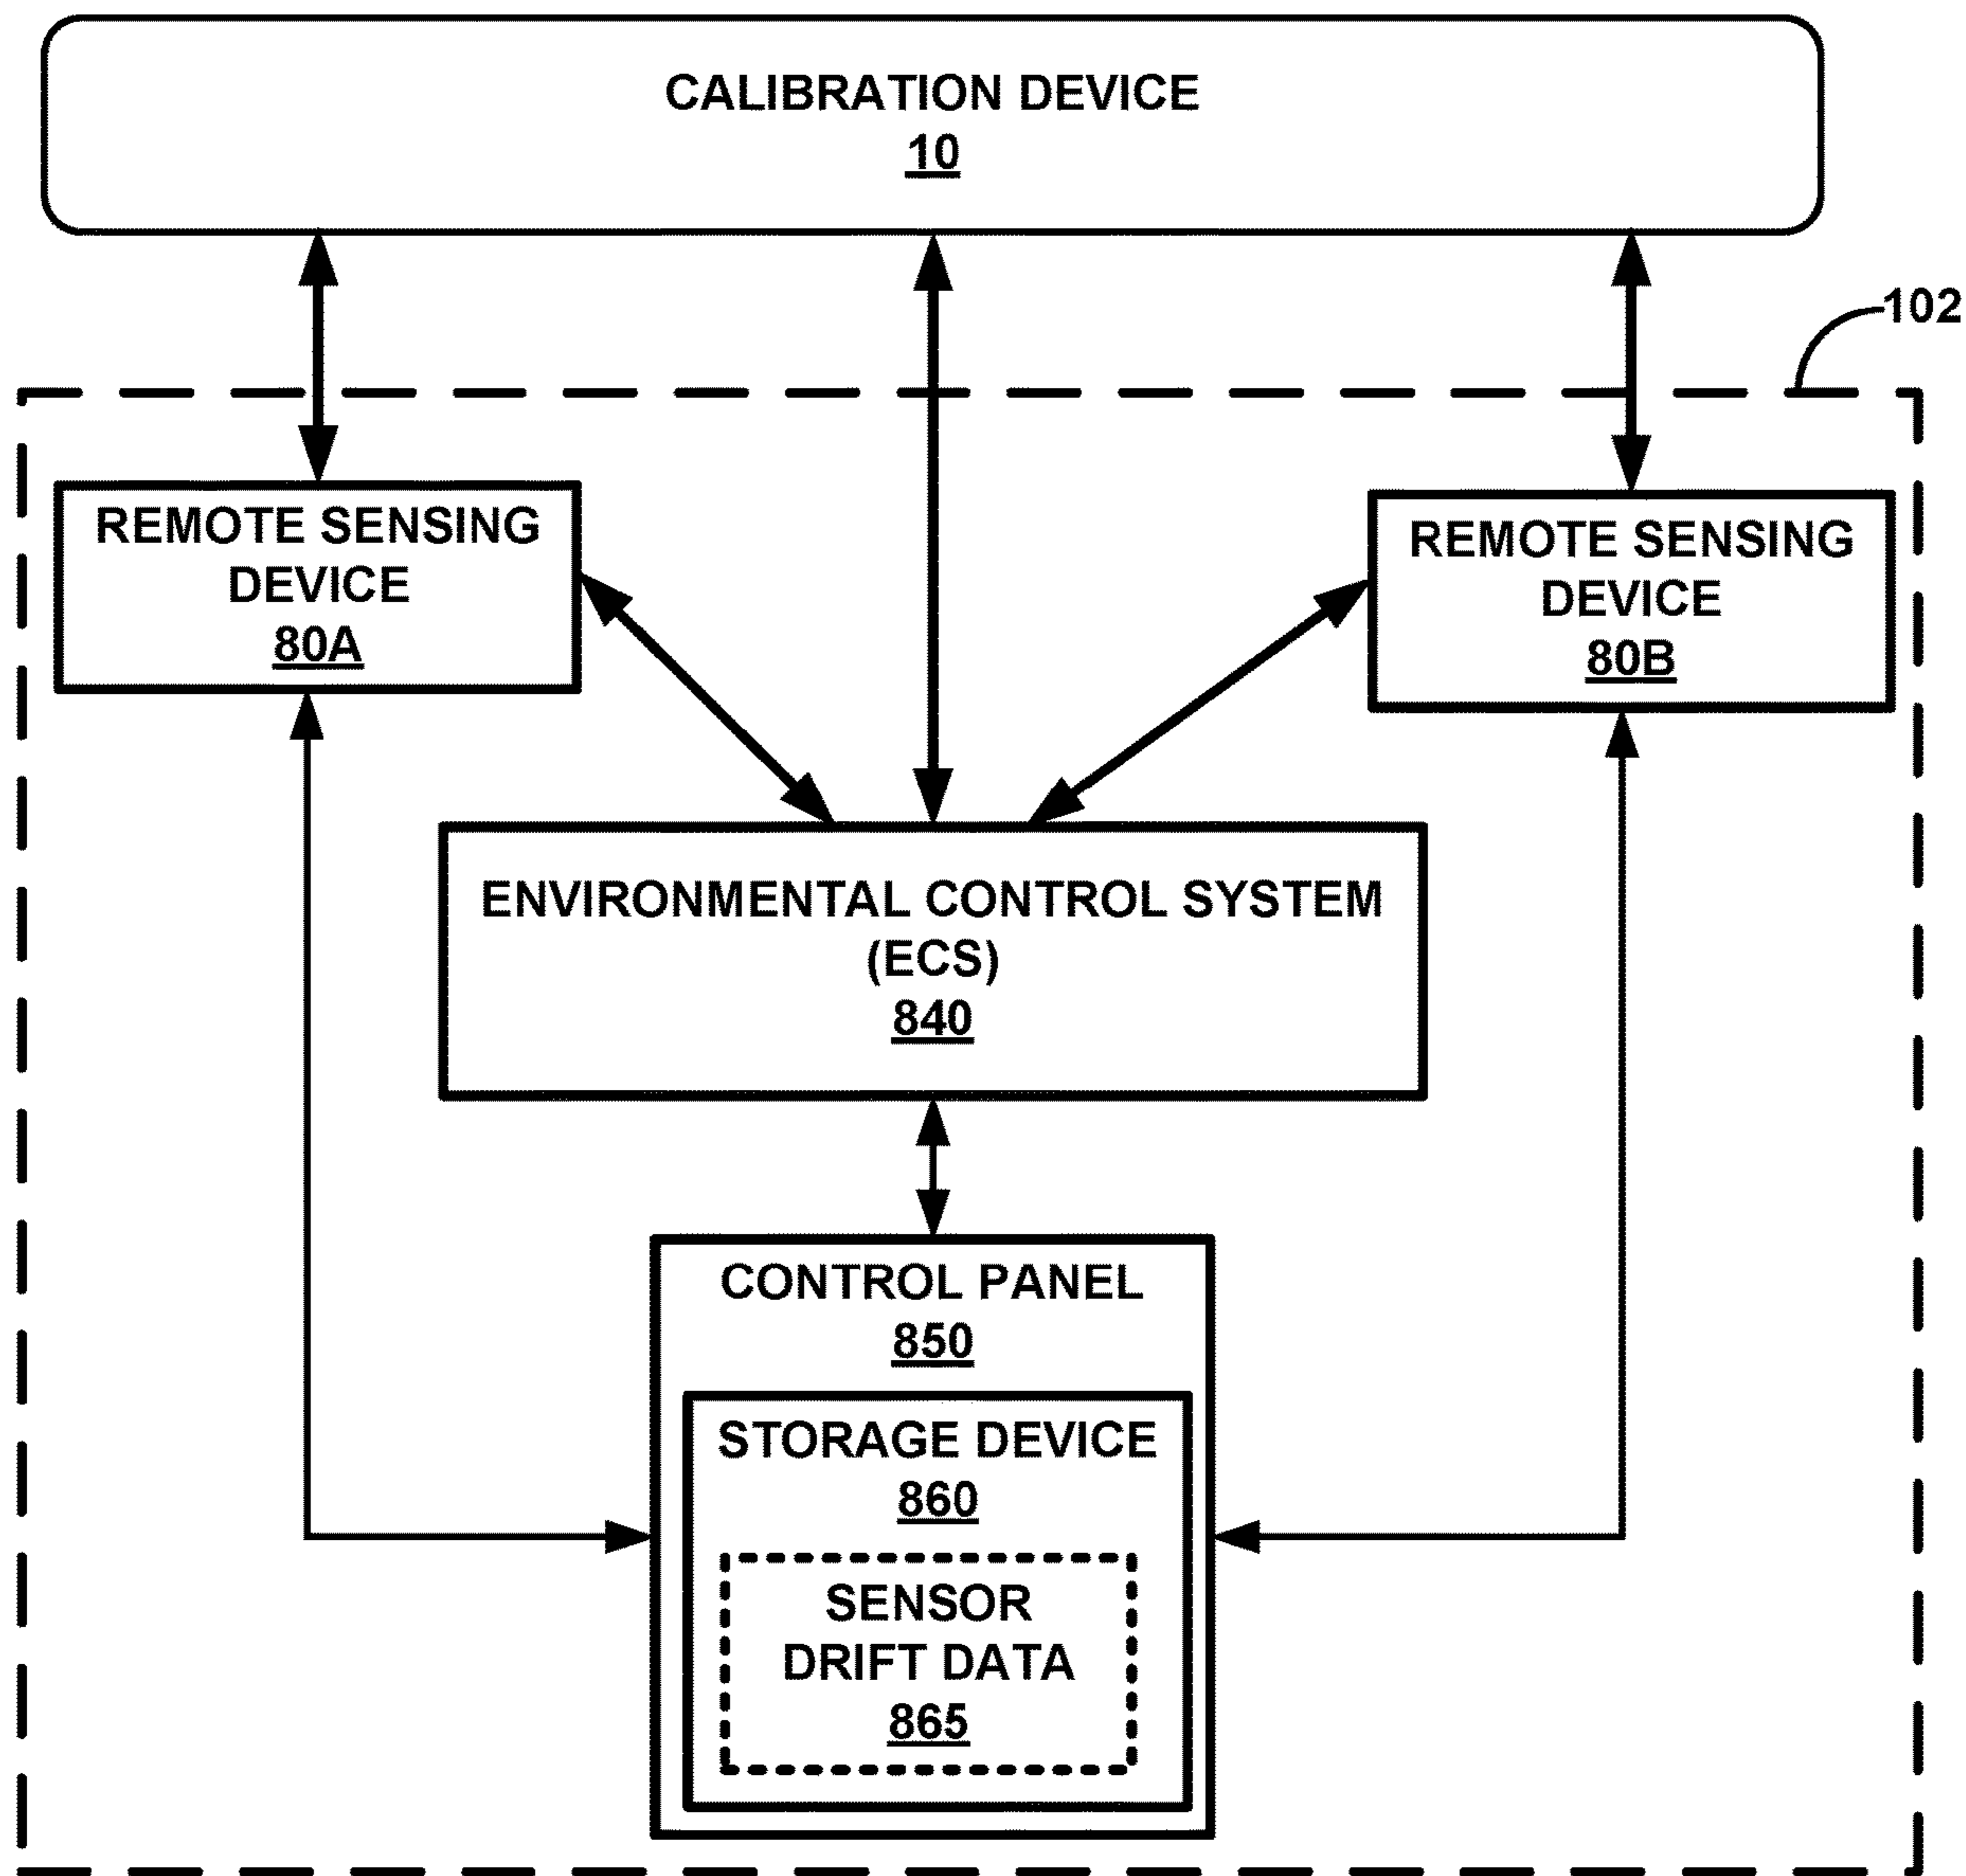 CALIBRATION DEVICE
10
102
REMOTE SENSING
DEVICE
80A
REMOTE SENSING
DEVICE
80B
ENVIRONMENTAL CONTROL SYSTEM
(ECS)
840
CONTROL PANEL
850
STORAGE DEVICE
860
SENSOR
DRIFT DATA
865